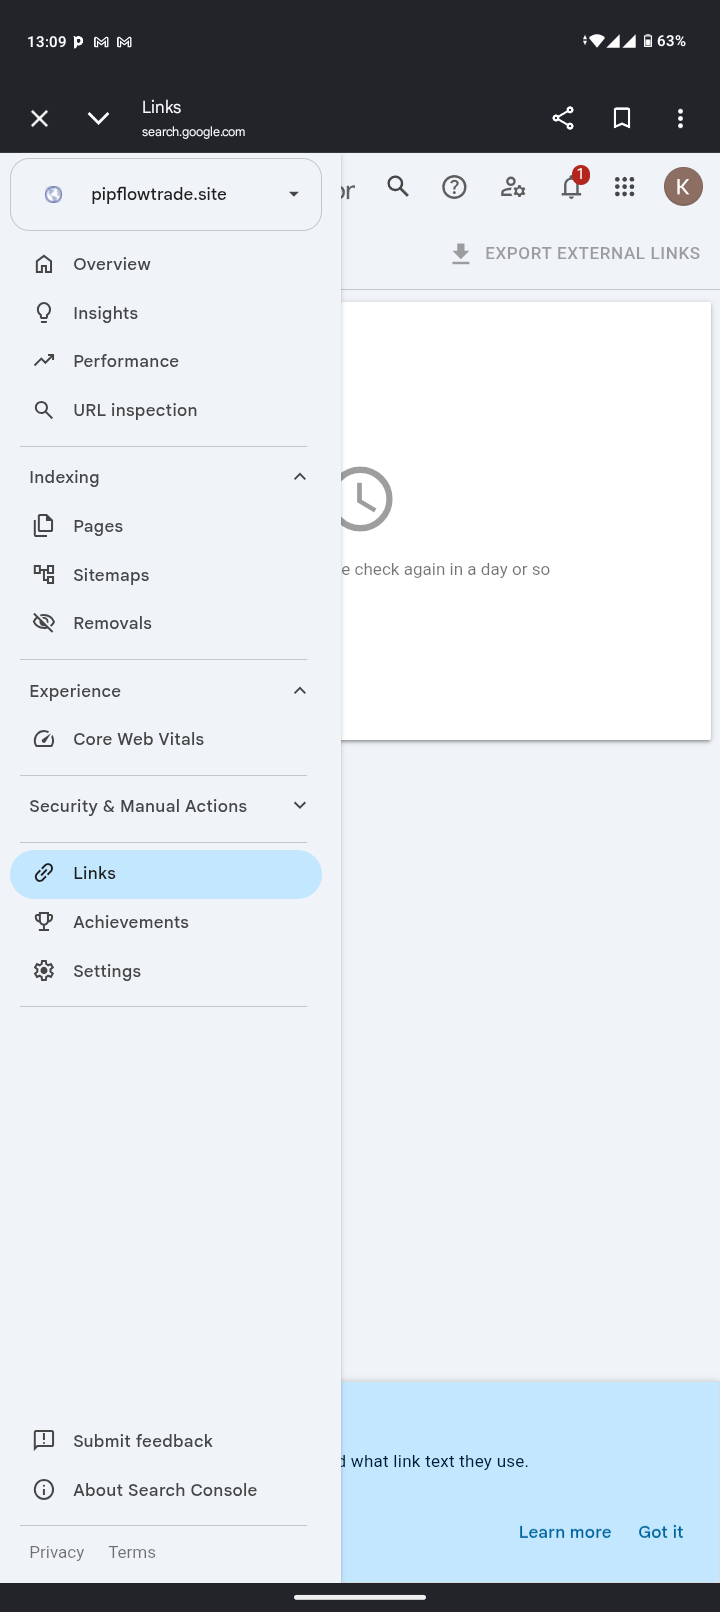 13:09
63%
Links
search.google.com
pipflowtrade.site
or
1
K
Overview
EXPORT EXTERNAL LINKS
Insights
Performance
URL inspection
Indexing
Pages
e check again in a day or so
Sitemaps
Removals
Experience
Core Web Vitals
Security & Manual Actions
Links
Achievements
Settings
Submit feedback
d what link text they use.
About Search Console
Learn more Got it
Privacy Terms